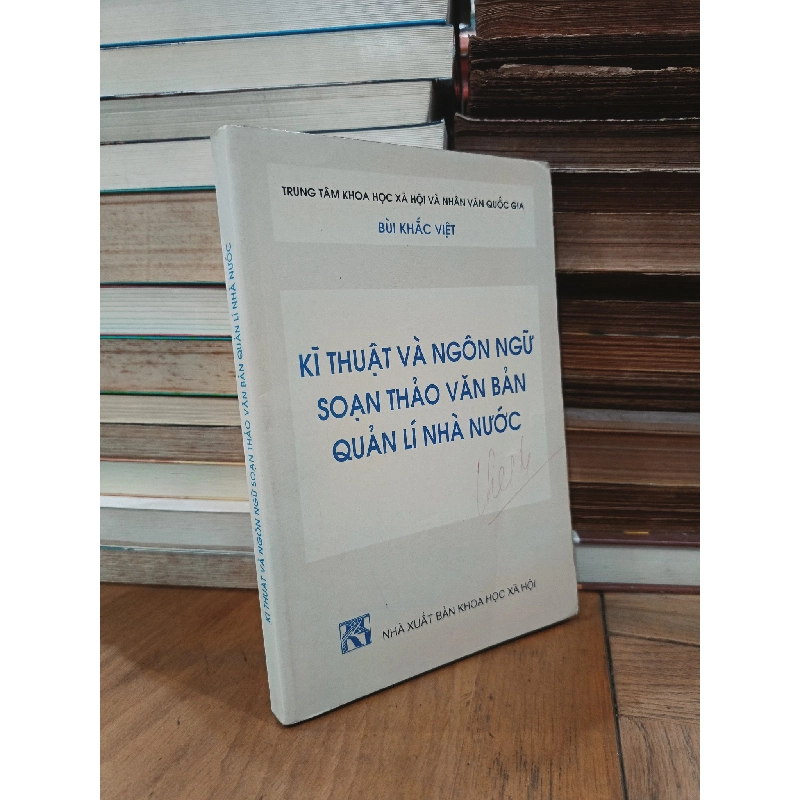 TRUNG TÂM KHOA HỌC XÃ HỘI VÀ NHÂN VĂN QUỐC GIA
BÙI KHẮC VIỆT
KĨ THUẬT VÀ NGÔN NGỮ
SOẠN THẢO VĂN BẢN
QUẢN LÍ NHÀ NƯỚC
NHÀ XUẤT BẢN KHOA HỌC XÃ HỘI
KĨ THUẬT VÀ NGÔN NGỮ SOẠN THẢO VĂN BẢN QUẢN LÍ NHÀ NƯỚC